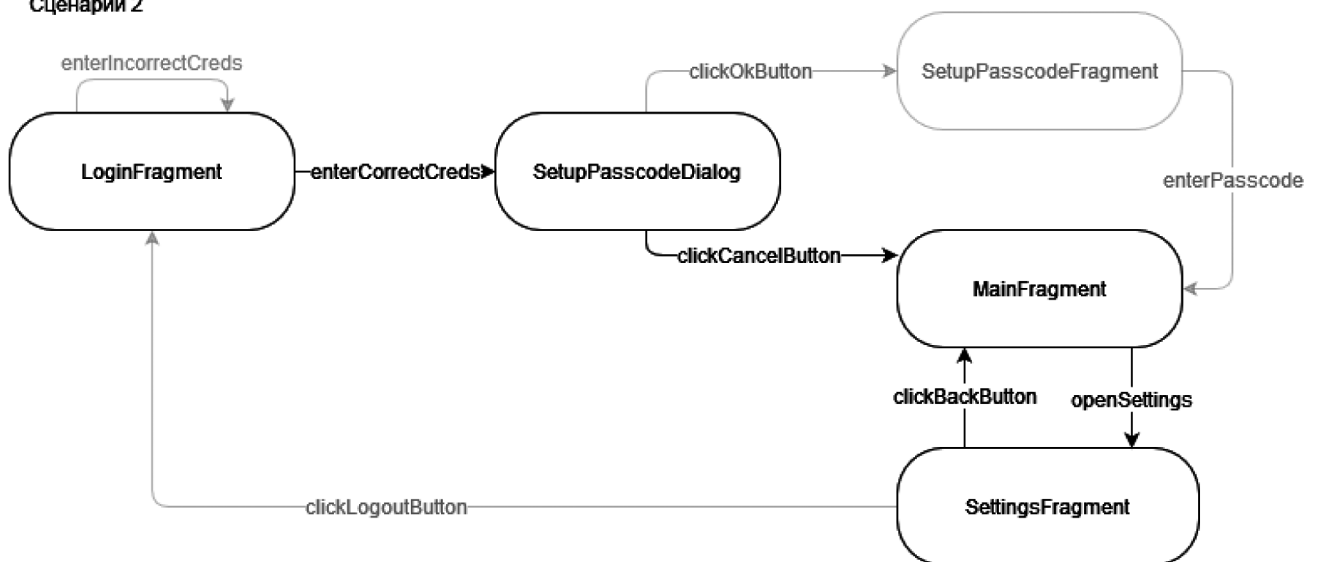 Сценарий 2
enterIncorrectCreds
clickOkButton
SetupPasscodeFragment
LoginFragment
enterCorrectCreds
SetupPasscodeDialog
enterPasscode
clickCancelButton
MainFragment
clickBackButton
openSettings
clickLogoutButton
SettingsFragment